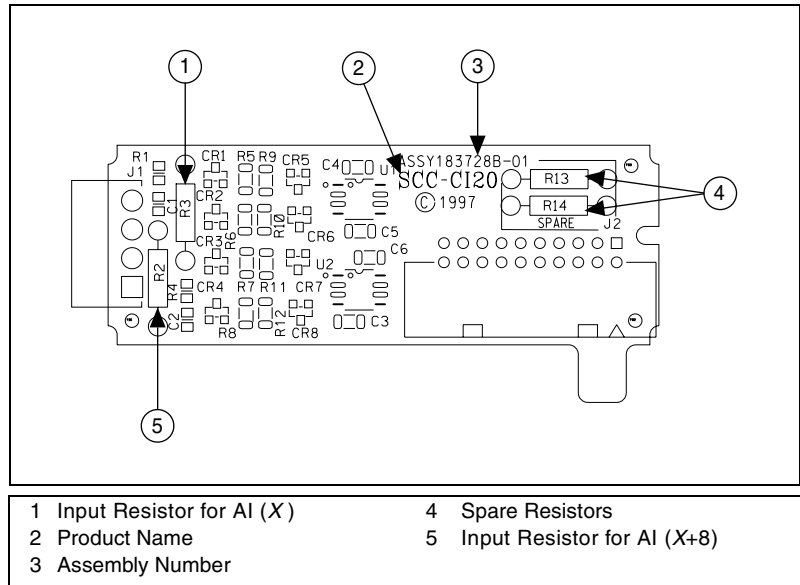 1
2
3
R1
J1
C1
R3
CR1
R5
R9
CR5
C4
U1
ASSY183728B-01
SCC-CI20
© 1997
R13
R14
SPARE
J2
4
CR2
R6
R10
CR6
C5
CR3
C6
U2
R2
R4
CR4
R7
R11
CR7
C2
R8
R12
CR8
C3
5
1 Input Resistor for AI (X)
2 Product Name
3 Assembly Number
4 Spare Resistors
5 Input Resistor for AI (X+8)